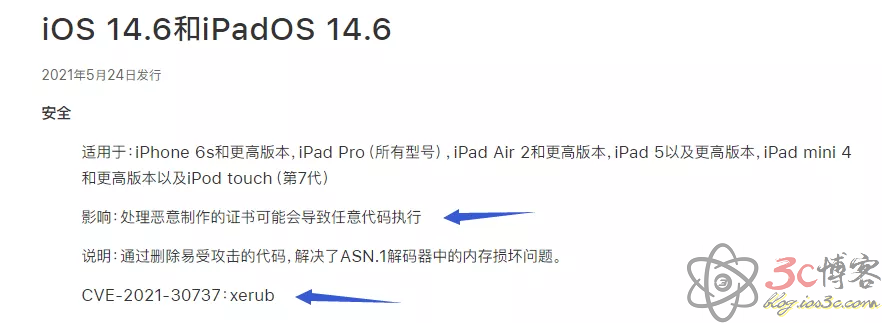 iOS 14.6和iPadOS 14.6
2021年5月24日发行
安全
适用于：iPhone 6s和更高版本，iPad Pro（所有型号），iPad Air 2和更高版本，iPad 5以及更高版本，iPad mini 4
和更高版本以及iPod touch（第7代）
影响：处理恶意制作的证书可能会导致任意代码执行
说明：通过删除易受攻击的代码，解决了ASN.1解码器中的内存损坏问题。
CVE-2021-30737：xerub
3c
3c博客
blog.ios3c.com